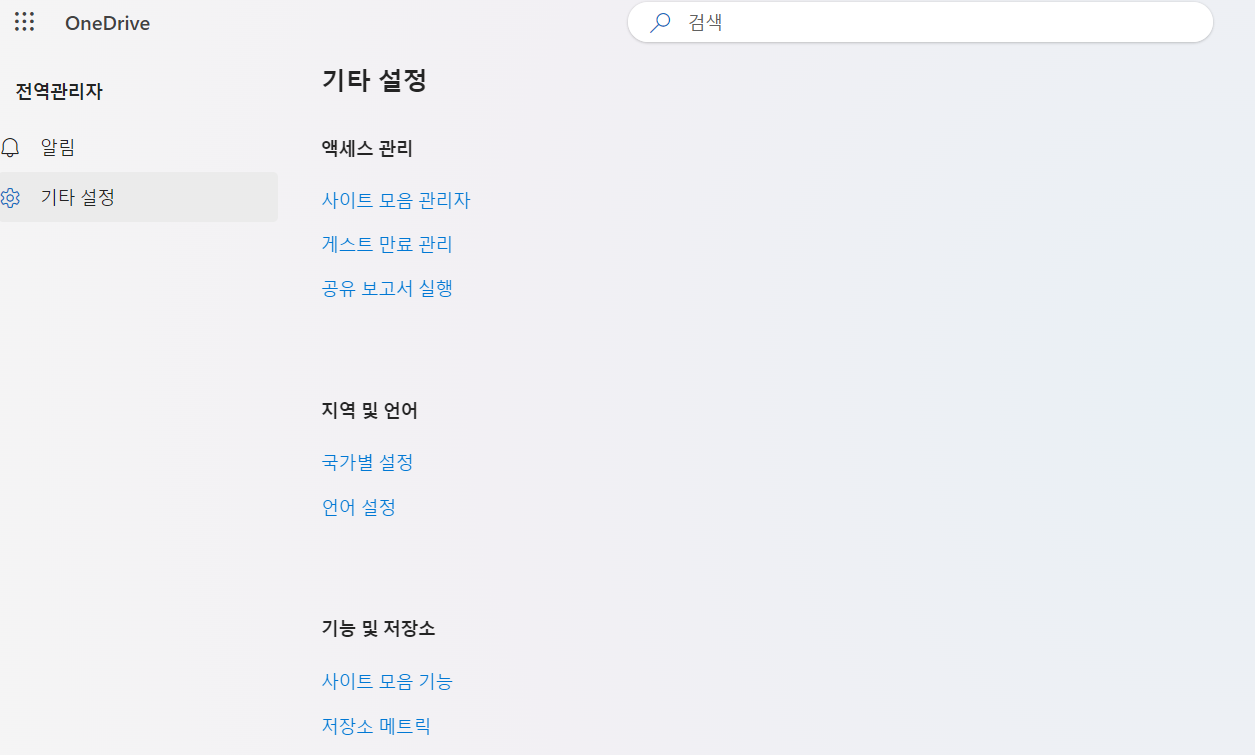 OneDrive
검색
전역관리자
알림
기타 설정
기타 설정
액세스 관리
사이트 모음 관리자
게스트 만료 관리
공유 보고서 실행
지역 및 언어
국가별 설정
언어 설정
기능 및 저장소
사이트 모음 기능
저장소 메트릭